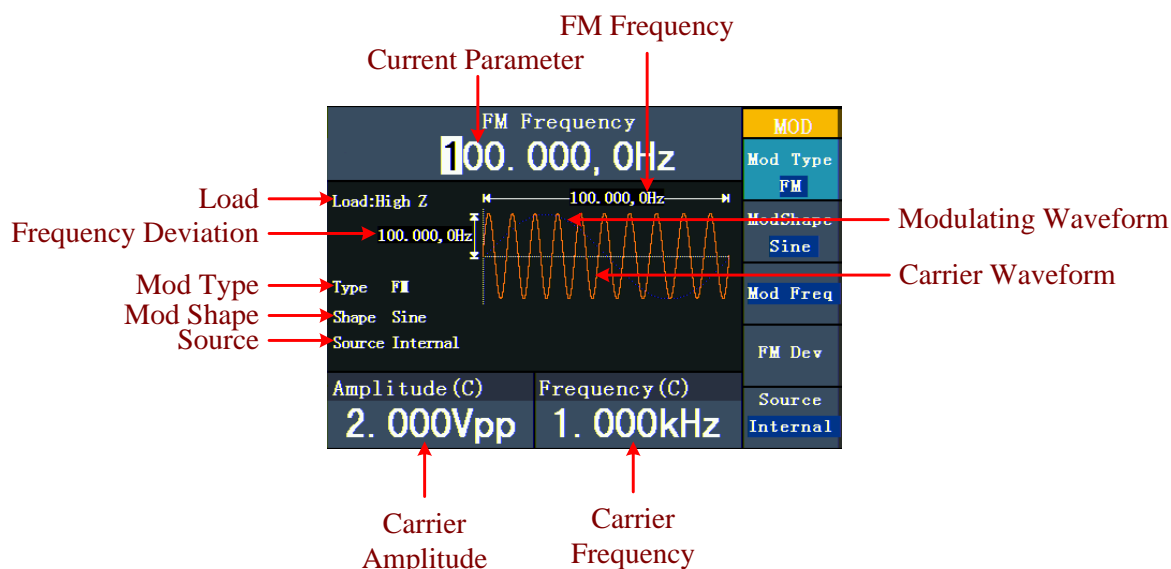 FM Frequency
Current Parameter
FM Frequency
100.000,0Hz
MOD
Mod Type
FM
Load
Load:High Z
100.000,0Hz
ModShape
Sine
Modulating Waveform
Frequency Deviation
100.000,0Hz
Carrier Waveform
Mod Type
Type FM
Mod Freq
Mod Shape
Shape Sine
Source
Source Internal
FM Dev
Amplitude(C)
2.000Vpp
Frequency(C)
1.000kHz
Source
Internal
Carrier
Amplitude
Carrier
Frequency